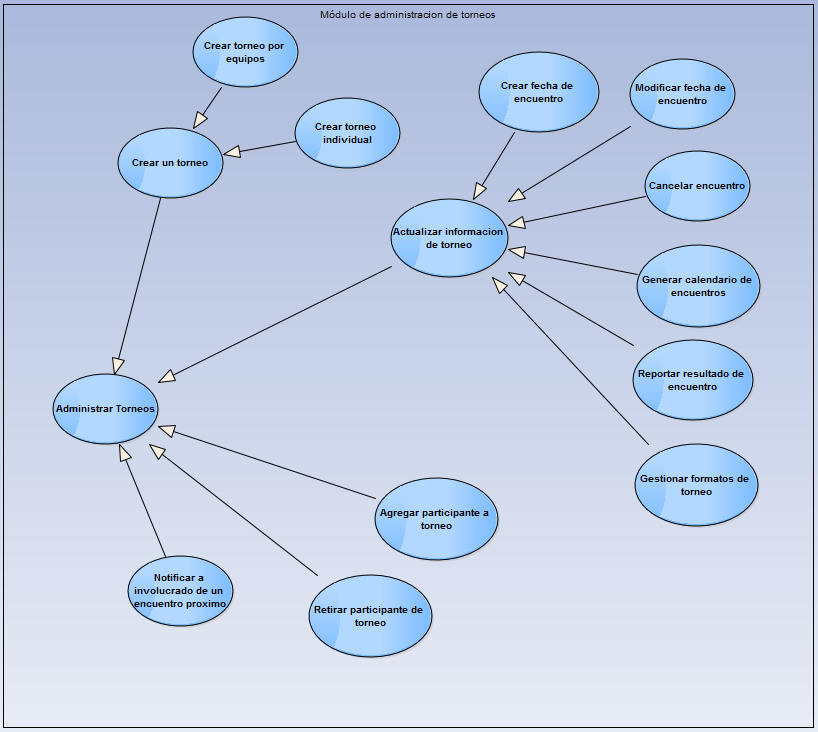 Módulo de administracion de torneos
Crear torneo por
equipos
Crear torneo
individual
Crear un torneo
Crear fecha de
encuentro
Modificar fecha de
encuentro
Cancelar encuentro
Actualizar informacion
de torneo
Generar calendario de
encuentros
Reportar resultado de
encuentro
Administrar Torneos
Gestionar formatos de
torneo
Agregar participante a
torneo
Notificar a
involucrado de un
encuentro proximo
Retirar participante de
torneo